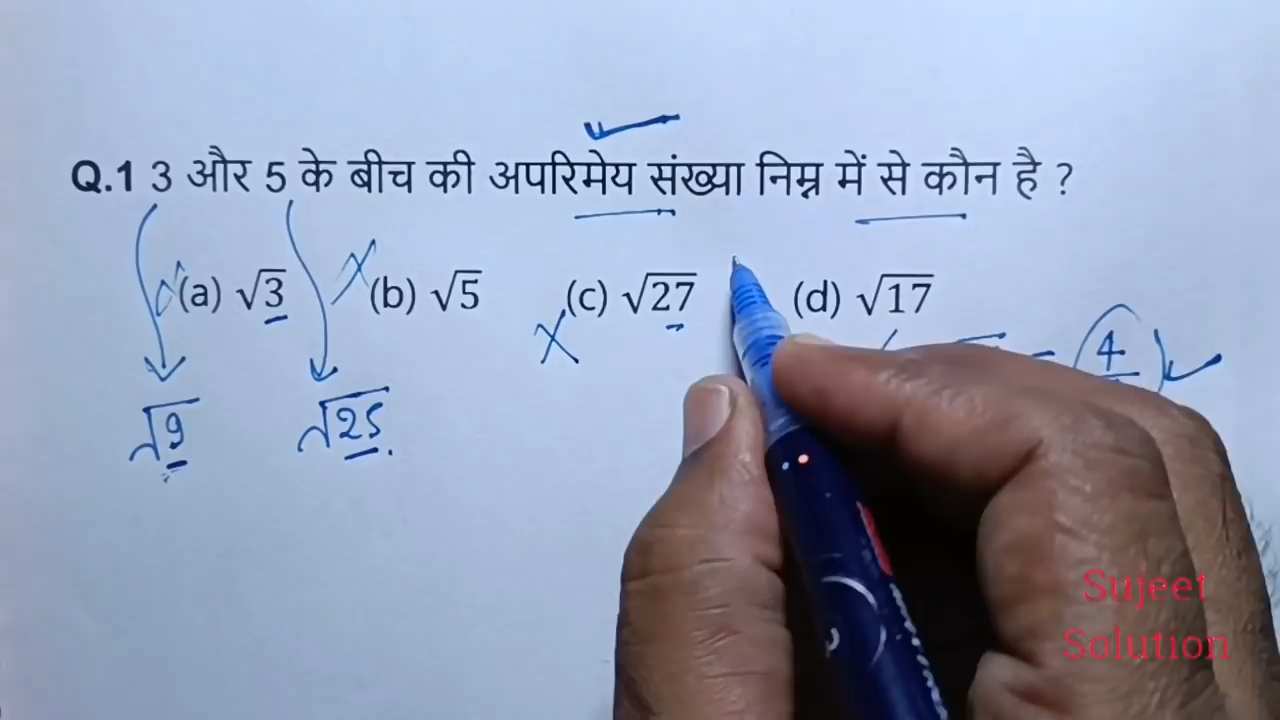 Q.1 3 और 5 के बीच की अपरिमेय संख्या निम्न में से कौन है ?
(a) √3 (b) √5 (c) √27 (d) √17
4
√9 √25.
Sujeet
Solution